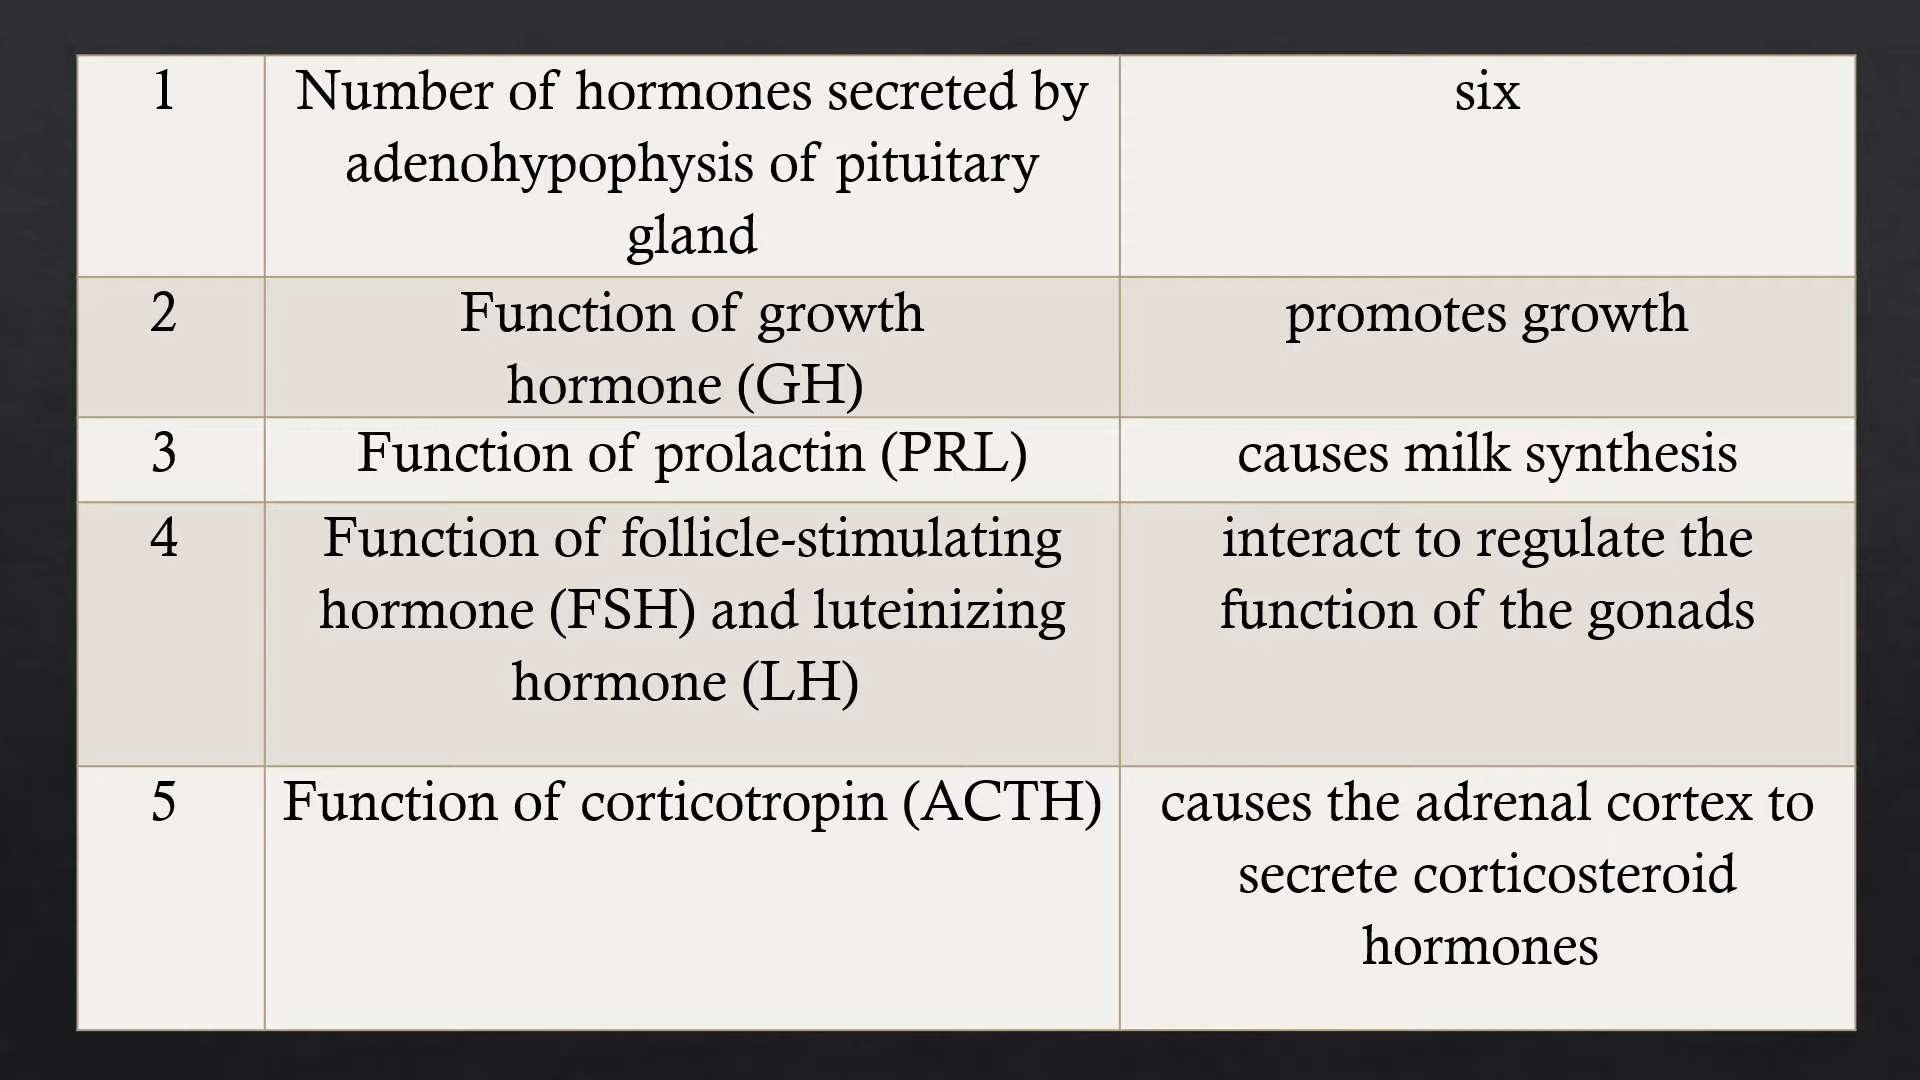 1
Number of hormones secreted by
adenohypophysis of pituitary
gland
six
2
Function of growth
hormone (GH)
promotes growth
3
Function of prolactin (PRL)
causes milk synthesis
4
Function of follicle-stimulating
hormone (FSH) and luteinizing
hormone (LH)
interact to regulate the
function of the gonads
5
Function of corticotropin (ACTH)
causes the adrenal cortex to
secrete corticosteroid
hormones